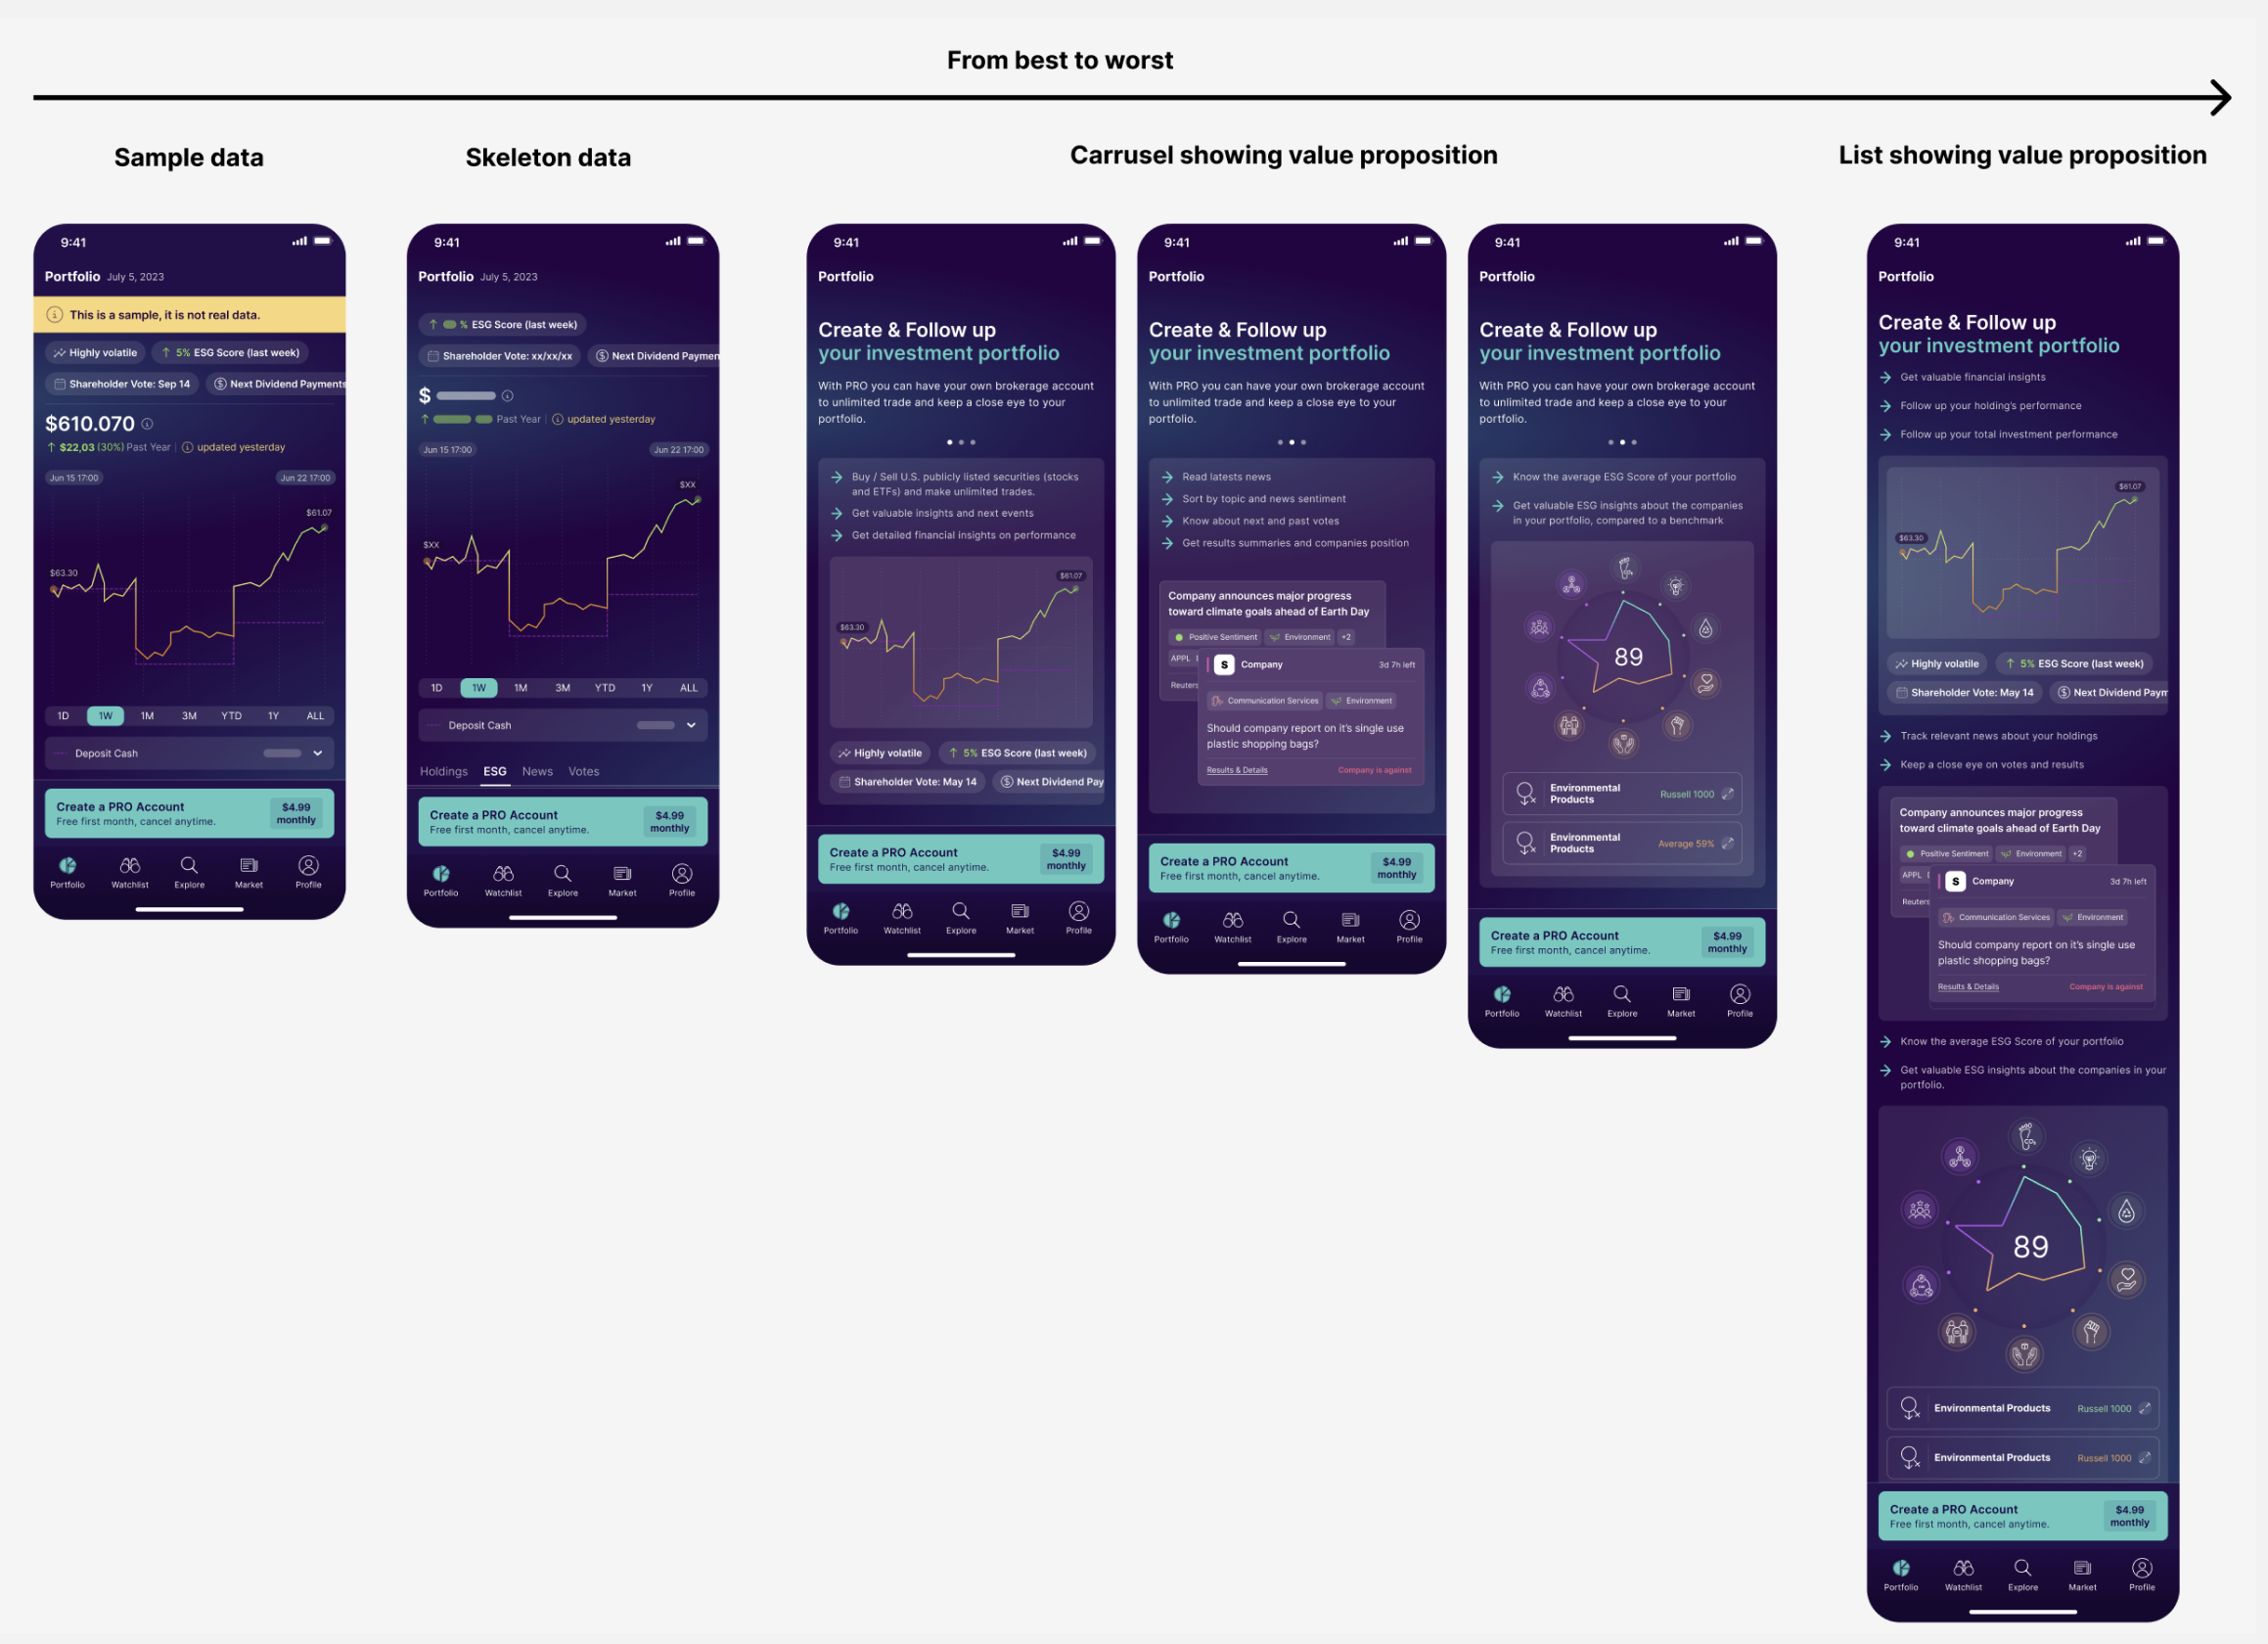 From best to worst
Sample data
Skeleton data
Carrusel showing value proposition
List showing value proposition
9:41
Portfolio July 5, 2023
This is a sample, it is not real data.
Highly volatile
↑ 5% ESG Score (last week)
Shareholder Vote: Sep 14
Next Dividend Payments
$610.070
↑ $22,03 (30%) Past Year
updated yesterday
Jun 15 17:00
Jun 22 17:00
$61.07
$63.30
1D 1W 1M 3M YTD 1Y ALL
Deposit Cash
Create a PRO Account
Free first month, cancel anytime.
$4.99
monthly
Portfolio Watchlist Explore Market Profile
9:41
Portfolio July 5, 2023
↑ % ESG Score (last week)
Shareholder Vote: xx/xx/xx
Next Dividend Paymen
$
↑ Past Year
updated yesterday
Jun 15 17:00
Jun 22 17:00
$XX
$XX
1D 1W 1M 3M YTD 1Y ALL
Deposit Cash
Holdings ESG News Votes
Create a PRO Account
Free first month, cancel anytime.
$4.99
monthly
Portfolio Watchlist Explore Market Profile
9:41
Portfolio
Create & Follow up
your investment portfolio
With PRO you can have your own brokerage account
to unlimited trade and keep a close eye to your
portfolio.
→ Buy / Sell U.S. publicly listed securities (stocks
and ETFs) and make unlimited trades.
→ Get valuable insights and next events
→ Get detailed financial insights on performance
$61.07
$63.30
Highly volatile
↑ 5% ESG Score (last week)
Shareholder Vote: May 14
Next Dividend Pay
Create a PRO Account
Free first month, cancel anytime.
$4.99
monthly
Portfolio Watchlist Explore Market Profile
9:41
Portfolio
Create & Follow up
your investment portfolio
With PRO you can have your own brokerage account
to unlimited trade and keep a close eye to your
portfolio.
→ Read latests news
→ Sort by topic and news sentiment
→ Know about next and past votes
→ Get results summaries and companies position
Company announces major progress
toward climate goals ahead of Earth Day
Positive Sentiment
Environment
+2
APPL
Reuters
S Company
3d 7h left
Communication Services
Environment
Should company report on it's single use
plastic shopping bags?
Results & Details
Company is against
Create a PRO Account
Free first month, cancel anytime.
$4.99
monthly
Portfolio Watchlist Explore Market Profile
9:41
Portfolio
Create & Follow up
your investment portfolio
With PRO you can have your own brokerage account
to unlimited trade and keep a close eye to your
portfolio.
→ Know the average ESG Score of your portfolio
→ Get valuable ESG insights about the companies
in your portfolio, compared to a benchmark
89
Environmental
Products
Russell 1000
Environmental
Products
Average 59%
Create a PRO Account
Free first month, cancel anytime.
$4.99
monthly
Portfolio Watchlist Explore Market Profile
9:41
Portfolio
Create & Follow up
your investment portfolio
→ Get valuable financial insights
→ Follow up your holding's performance
→ Follow up your total investment performance
$61.07
$63.30
Highly volatile
↑ 5% ESG Score (last week)
Shareholder Vote: May 14
Next Dividend Paym
→ Track relevant news about your holdings
→ Keep a close eye on votes and results
Company announces major progress
toward climate goals ahead of Earth Day
Positive Sentiment
Environment
+2
APPL
Reuters
S Company
3d 7h left
Communication Services
Environment
Should company report on it's single use
plastic shopping bags?
Results & Details
Company is against
→ Know the average ESG Score of your portfolio
→ Get valuable ESG insights about the companies in your
portfolio.
89
Environmental Products
Russell 1000
Environmental Products
Russell 1000
Create a PRO Account
Free first month, cancel anytime.
$4.99
monthly
Portfolio Watchlist Explore Market Profile